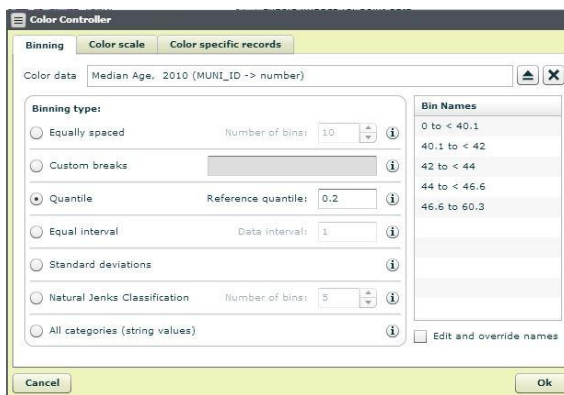 Color Controller
Binning Color scale Color specific records
Color data Median Age, 2010 (MUNI_ID -> number)
Binning type:
Equally spaced Number of bins: 10
Custom breaks
Quantile Reference quantile: 0.2
Equal interval Data interval: 1
Standard deviations
Natural Jenks Classification Number of bins: 5
All categories (string values)
Bin Names
0 to < 40.1
40.1 to < 42
42 to < 44
44 to < 46.6
46.6 to 60.3
Edit and override names
Cancel Ok